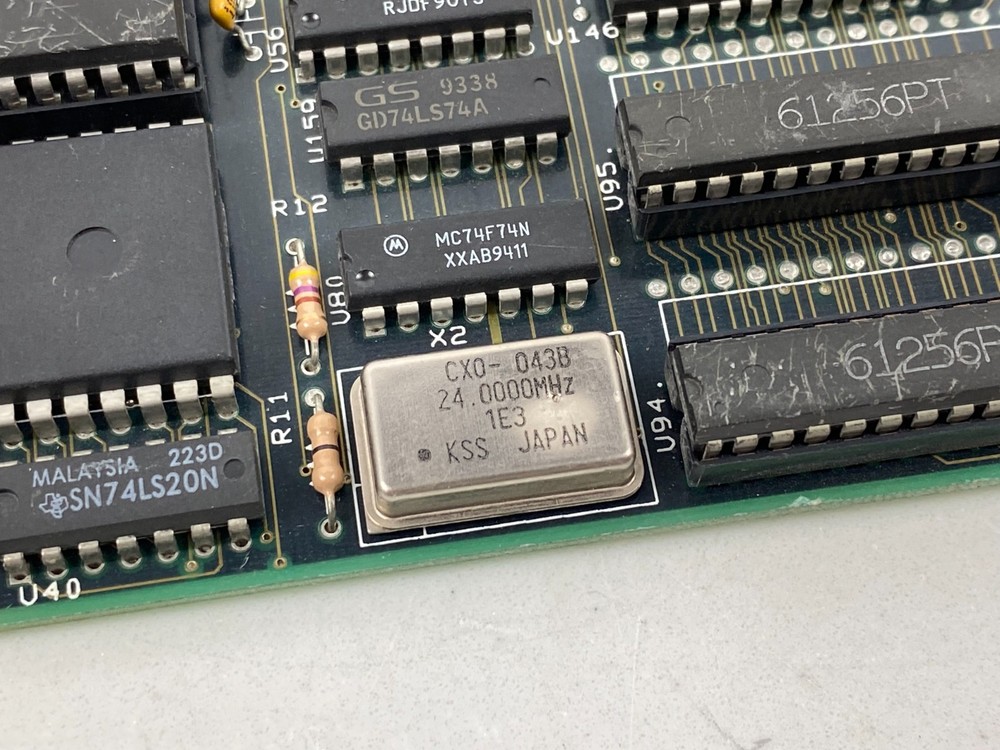 U56
U146
GS 9338
GD74LS74A
U159
61256PT
U95.
R12
MC74F74N
XXAB9411
U80
X2
CXO-043B
24.0000MHz
1E3
KSS JAPAN
61256P
U94.
R11
MALAYSIA 223D
SN74LS20N
U40